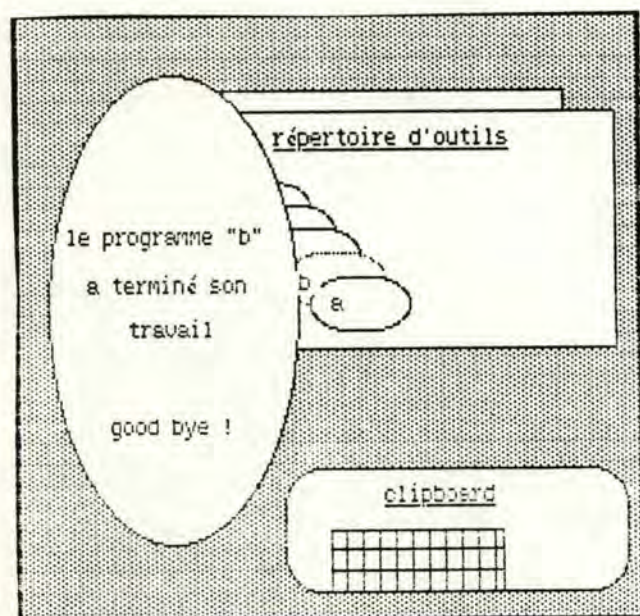 répertoire d'outils
le programme "b"
a terminé son
travail
good bye !
b
a
clipboard